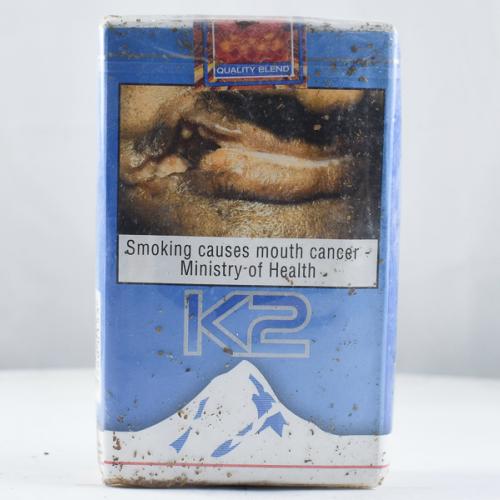 QUALITY BLEND
Smoking causes mouth cancer -
Ministry of Health
K2